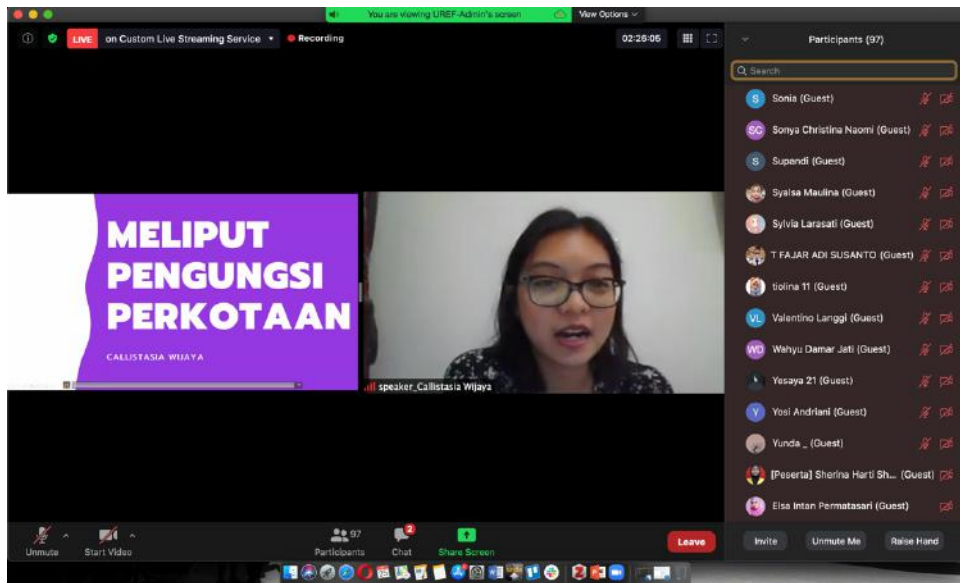 You are viewing UREF-Admin's screen
View Options
LIVE on Custom Live Streaming Service
Recording
02:26:05
Participants (97)
Search
MELIPUT
PENGUNGSI
PERKOTAAN
CALLISTASIA WIJAYA
speaker_Callistasia Wijaya
S Sonia (Guest)
SC Sonya Christina Naomi (Guest)
S Supandi (Guest)
Syalsa Maulina (Guest)
Sylvia Larasati (Guest)
T FAJAR ADI SUSANTO (Guest)
tiolina 11 (Guest)
VL Valentino Langgi (Guest)
WD Wahyu Damar Jati (Guest)
Yesaya 21 (Guest)
Y Yosi Andriani (Guest)
Yunda _ (Guest)
[Peserta] Sherina Harti Sh... (Guest)
Elsa Intan Permatasari (Guest)
Unmute
Start Video
97
Participants
2
Chat
Share Screen
Leave
Invite
Unmute Me
Raise Hand